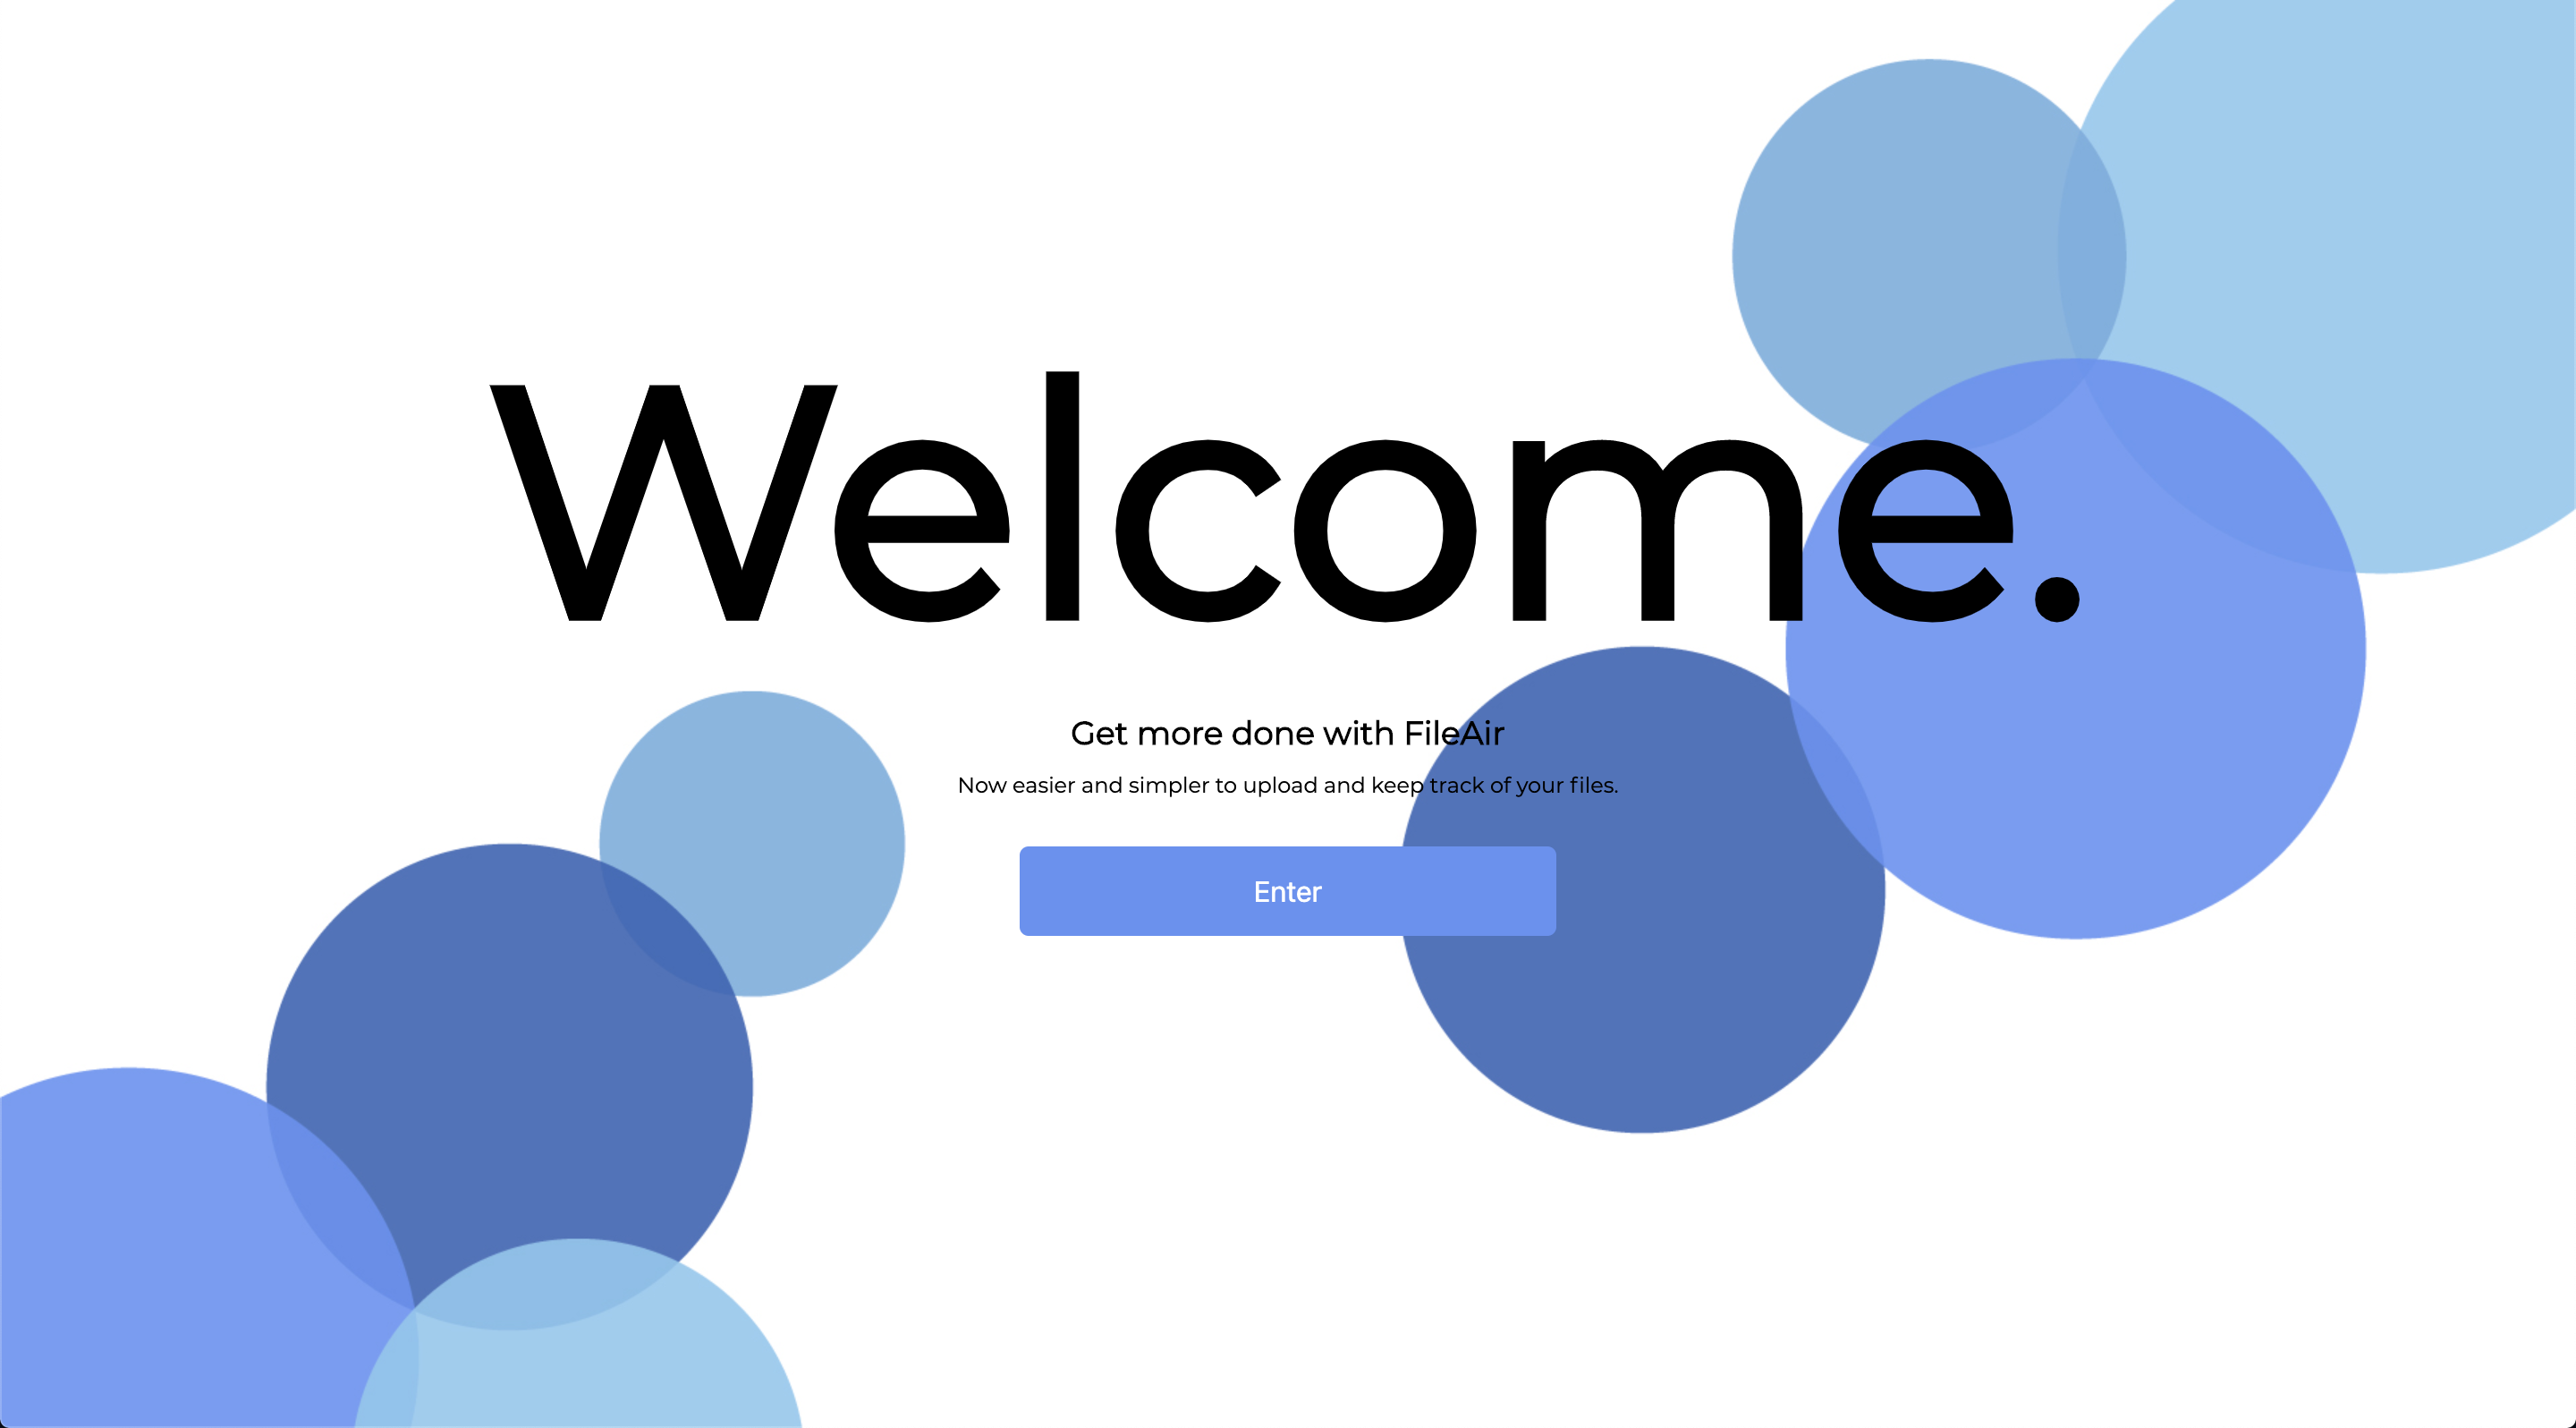 Welcome.
Get more done with FileAir
Now easier and simpler to upload and keep track of your files.
Enter